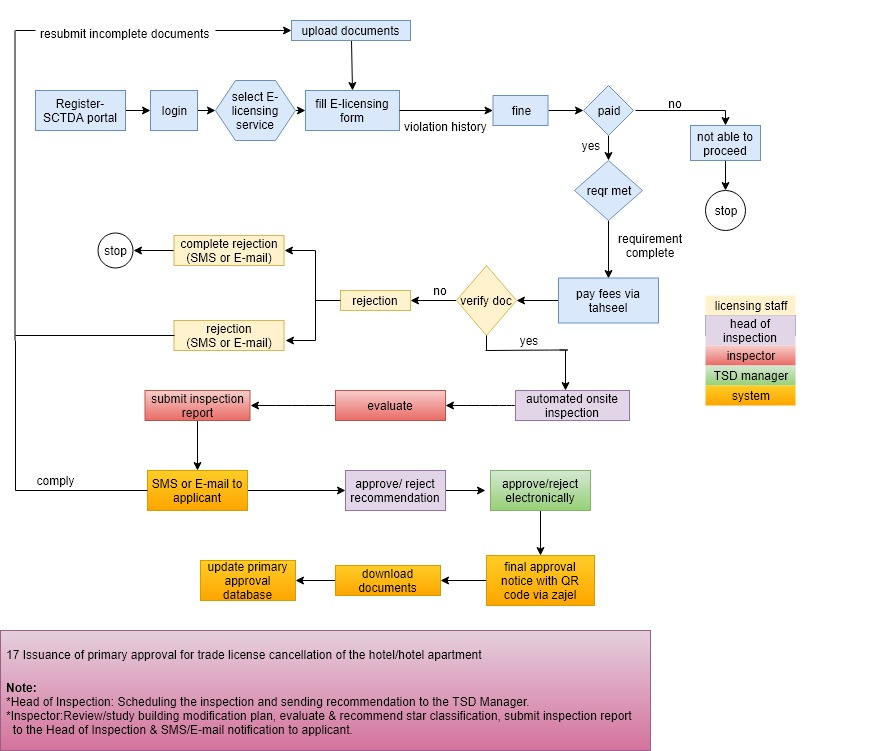 resubmit incomplete documents
upload documents
Register-
SCTDA portal
login
select E-
licensing
service
fill E-licensing
form
violation history
fine
paid
no
not able to
proceed
stop
yes
reqr met
requirement
complete
pay fees via
tahseel
verify doc
no
rejection
complete rejection
(SMS or E-mail)
stop
rejection
(SMS or E-mail)
yes
licensing staff
head of
inspection
inspector
TSD manager
system
automated onsite
inspection
evaluate
submit inspection
report
comply
SMS or E-mail to
applicant
approve/ reject
recommendation
approve/reject
electronically
final approval
notice with QR
code via zajel
download
documents
update primary
approval
database
17 Issuance of primary approval for trade license cancellation of the hotel/hotel apartment
Note:
*Head of Inspection: Scheduling the inspection and sending recommendation to the TSD Manager.
*Inspector:Review/study building modification plan, evaluate & recommend star classification, submit inspection report
to the Head of Inspection & SMS/E-mail notification to applicant.